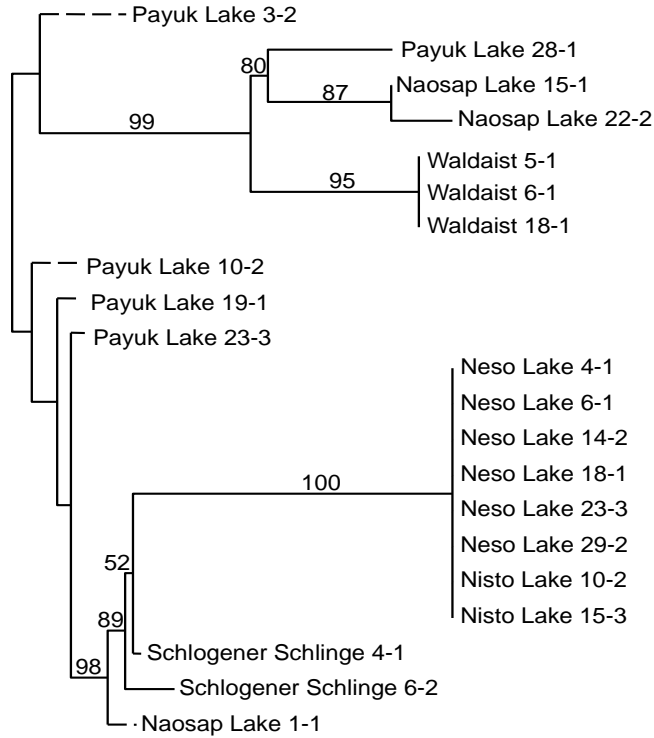 Payuk Lake 3-2
Payuk Lake 28-1
80
Naosap Lake 15-1
87
Naosap Lake 22-2
99
Waldaist 5-1
95
Waldaist 6-1
Waldaist 18-1
Payuk Lake 10-2
Payuk Lake 19-1
Payuk Lake 23-3
Neso Lake 4-1
Neso Lake 6-1
Neso Lake 14-2
Neso Lake 18-1
100
Neso Lake 23-3
Neso Lake 29-2
52
Nisto Lake 10-2
Nisto Lake 15-3
89
Schlogener Schlinge 4-1
98
Schlogener Schlinge 6-2
Naosap Lake 1-1